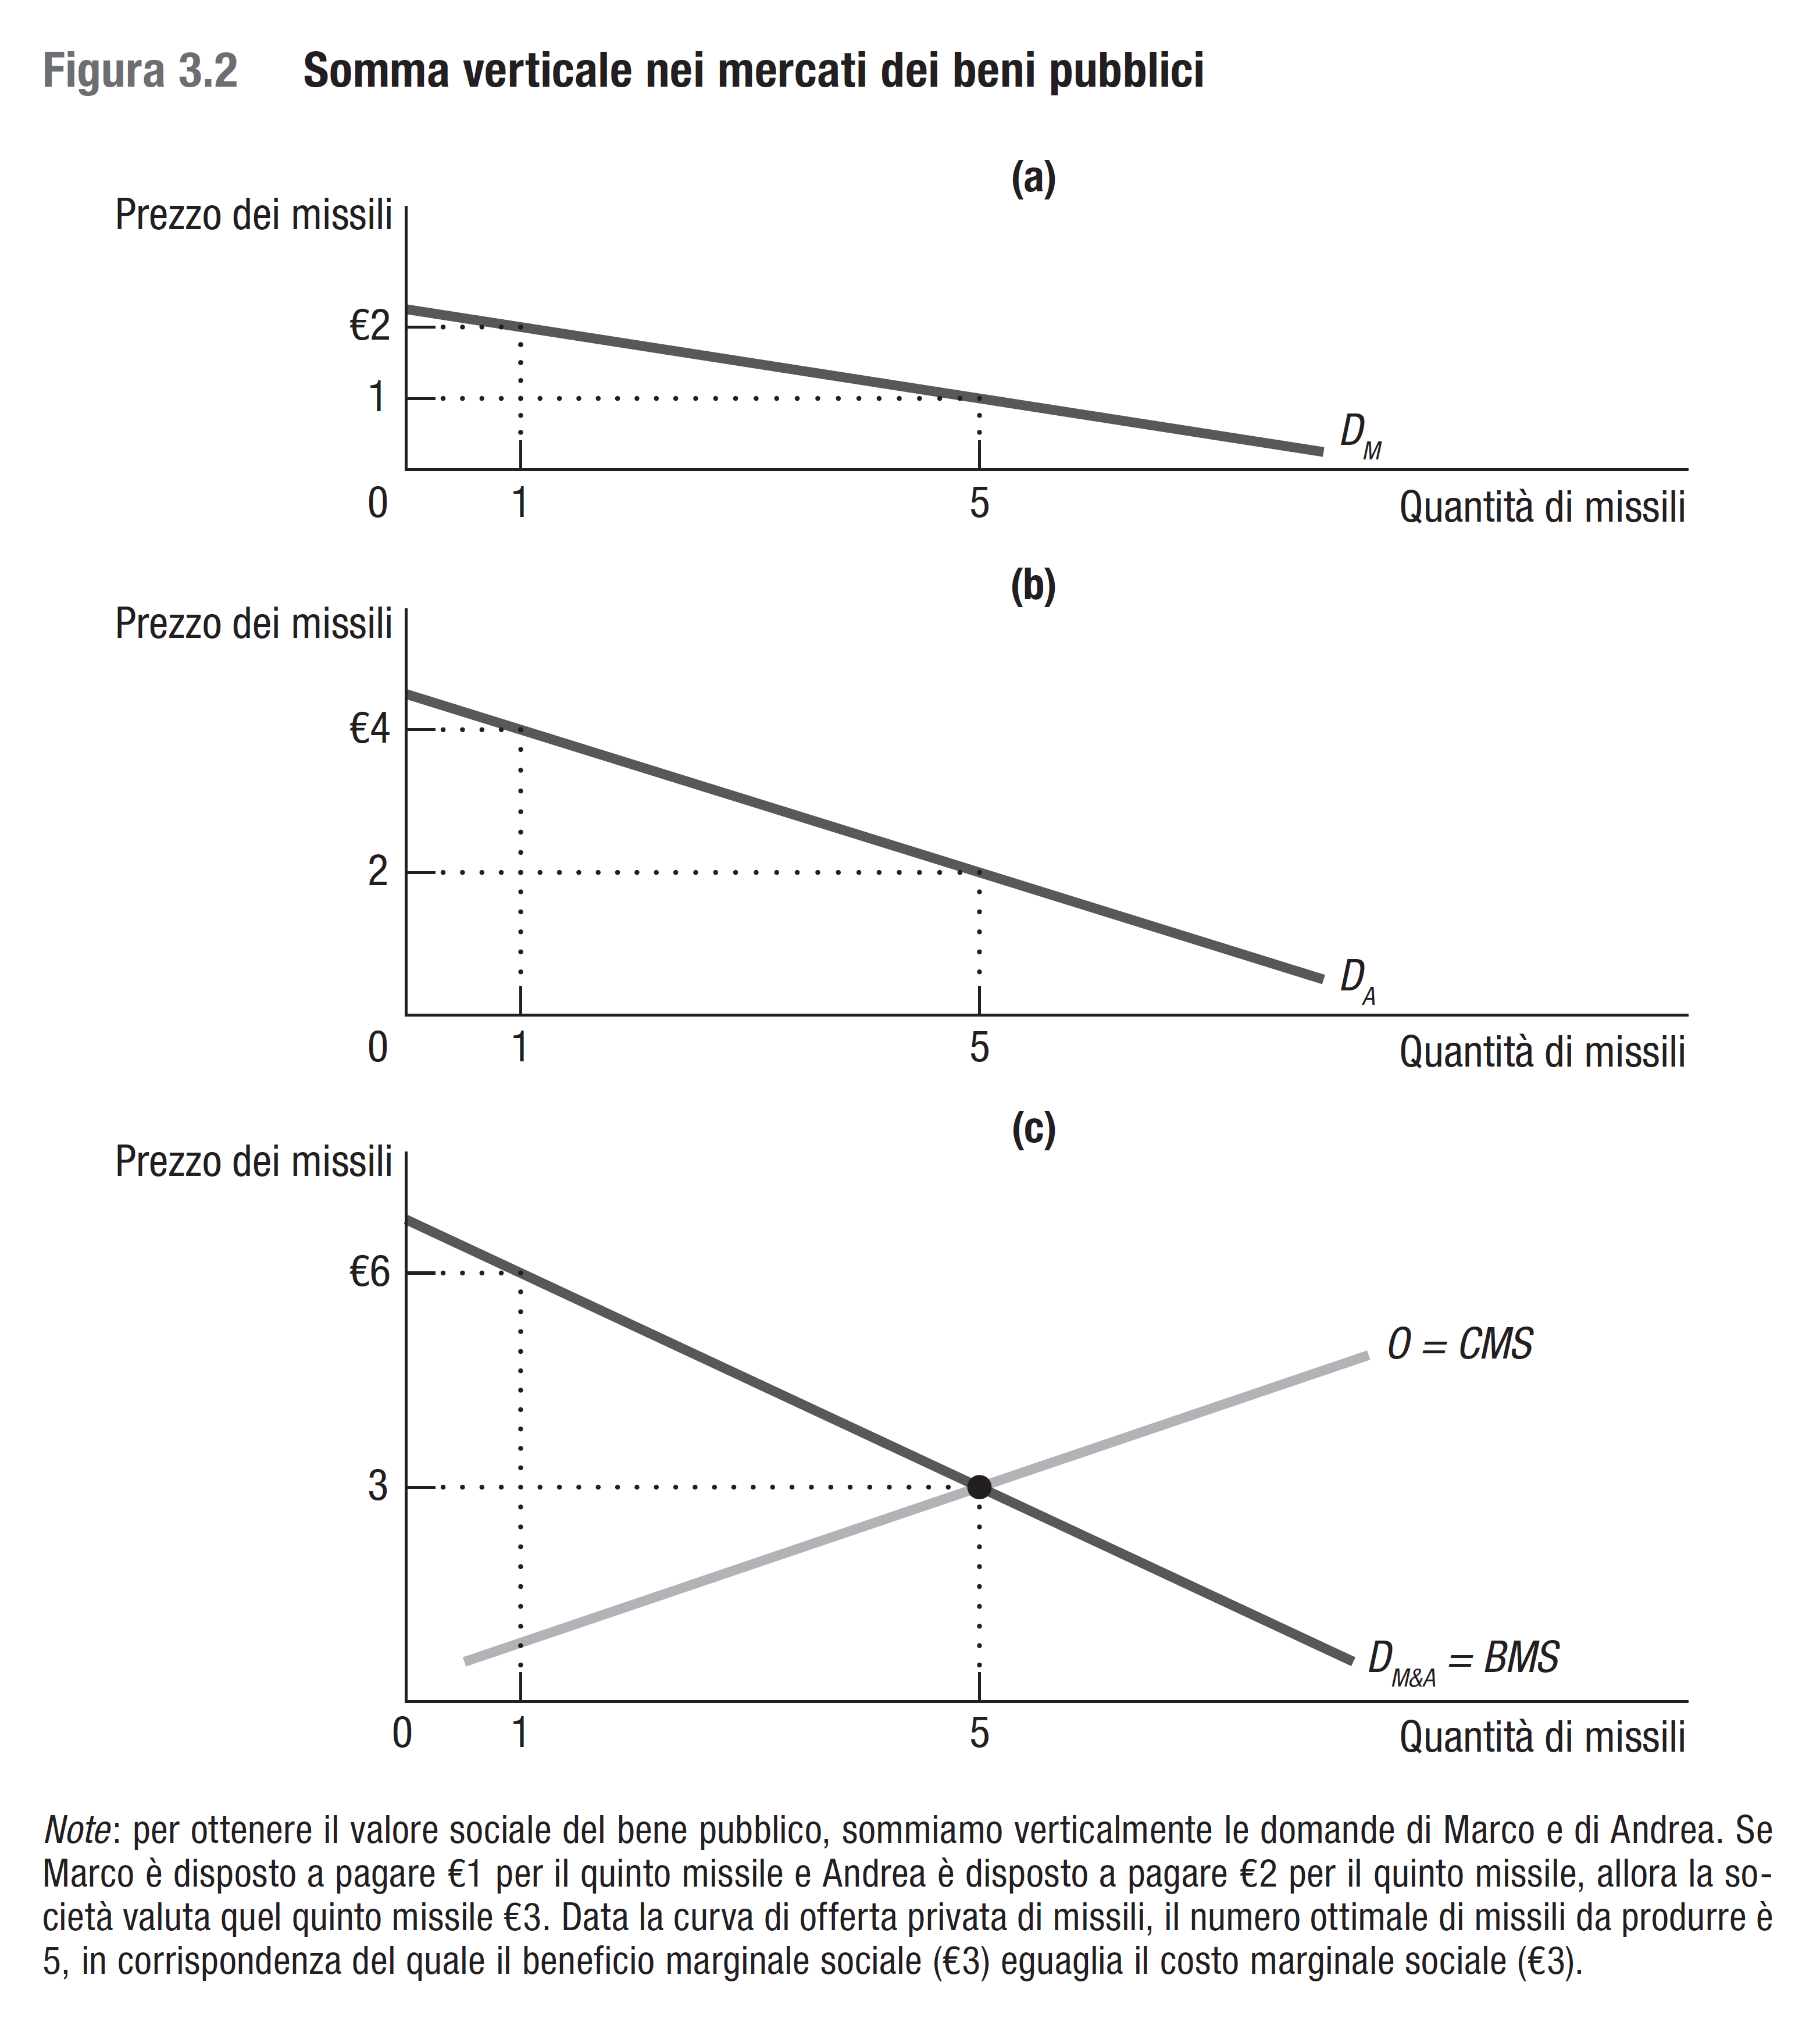 Figura 3.2 Somma verticale nei mercati dei beni pubblici
(a)
Prezzo dei missili
€2
1
D_M
0 1 5 Quantità di missili
(b)
Prezzo dei missili
€4
2
D_A
0 1 5 Quantità di missili
(c)
Prezzo dei missili
€6
O = CMS
3
D_M&A = BMS
0 1 5 Quantità di missili
Note: per ottenere il valore sociale del bene pubblico, sommiamo verticalmente le domande di Marco e di Andrea. Se
Marco è disposto a pagare €1 per il quinto missile e Andrea è disposto a pagare €2 per il quinto missile, allora la so-
cietà valuta quel quinto missile €3. Data la curva di offerta privata di missili, il numero ottimale di missili da produrre è
5, in corrispondenza del quale il beneficio marginale sociale (€3) eguaglia il costo marginale sociale (€3).